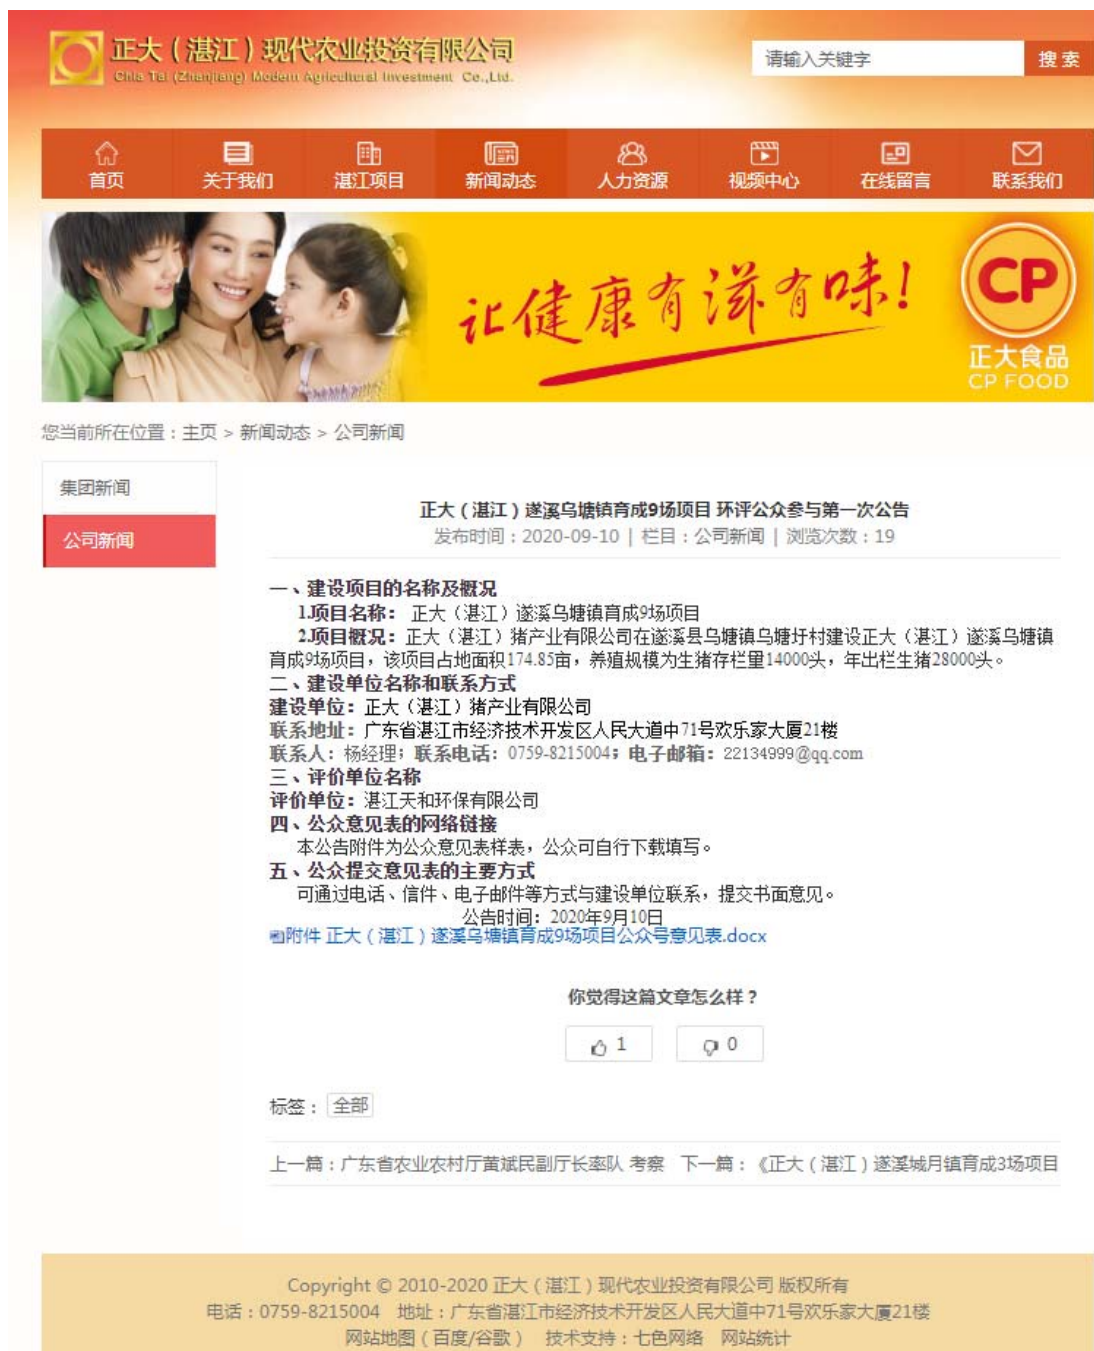 正大（湛江）现代农业投资有限公司
Chia Tai (Zhanjiang) Modern Agricultural Investment Co.,Ltd.
请输入关键字 搜 索
首页 关于我们 湛江项目 新闻动态 人力资源 视频中心 在线留言 联系我们
让健康有滋有味!
CP
正大食品
CP FOOD
您当前所在位置：主页 > 新闻动态 > 公司新闻
集团新闻
公司新闻
正大（湛江）遂溪乌塘镇育成9场项目 环评公众参与第一次公告
发布时间：2020-09-10 | 栏目：公司新闻 | 浏览次数：19
一、建设项目的名称及概况
1.项目名称： 正大（湛江）遂溪乌塘镇育成9场项目
2.项目概况：正大（湛江）猪产业有限公司在遂溪县乌塘镇乌塘圩村建设正大（湛江）遂溪乌塘镇
育成9场项目，该项目占地面积174.85亩，养殖规模为生猪存栏量14000头，年出栏生猪28000头。
二、建设单位名称和联系方式
建设单位：正大（湛江）猪产业有限公司
联系地址：广东省湛江市经济技术开发区人民大道中71号欢乐家大厦21楼
联系人：杨经理；联系电话：0759-8215004；电子邮箱：22134999@qq.com
三、评价单位名称
评价单位：湛江天和环保有限公司
四、公众意见表的网络链接
本公告附件为公众意见表样表，公众可自行下载填写。
五、公众提交意见表的主要方式
可通过电话、信件、电子邮件等方式与建设单位联系，提交书面意见。
公告时间：2020年9月10日
附件 正大（湛江）遂溪乌塘镇育成9场项目公众号意见表.docx
你觉得这篇文章怎么样？
1 0
标签： 全部
上一篇：广东省农业农村厅黄斌民副厅长率队 考察 下一篇：《正大（湛江）遂溪城月镇育成3场项目
Copyright © 2010-2020 正大（湛江）现代农业投资有限公司 版权所有
电话：0759-8215004 地址：广东省湛江市经济技术开发区人民大道中71号欢乐家大厦21楼
网站地图（百度/谷歌） 技术支持：七色网络 网站统计